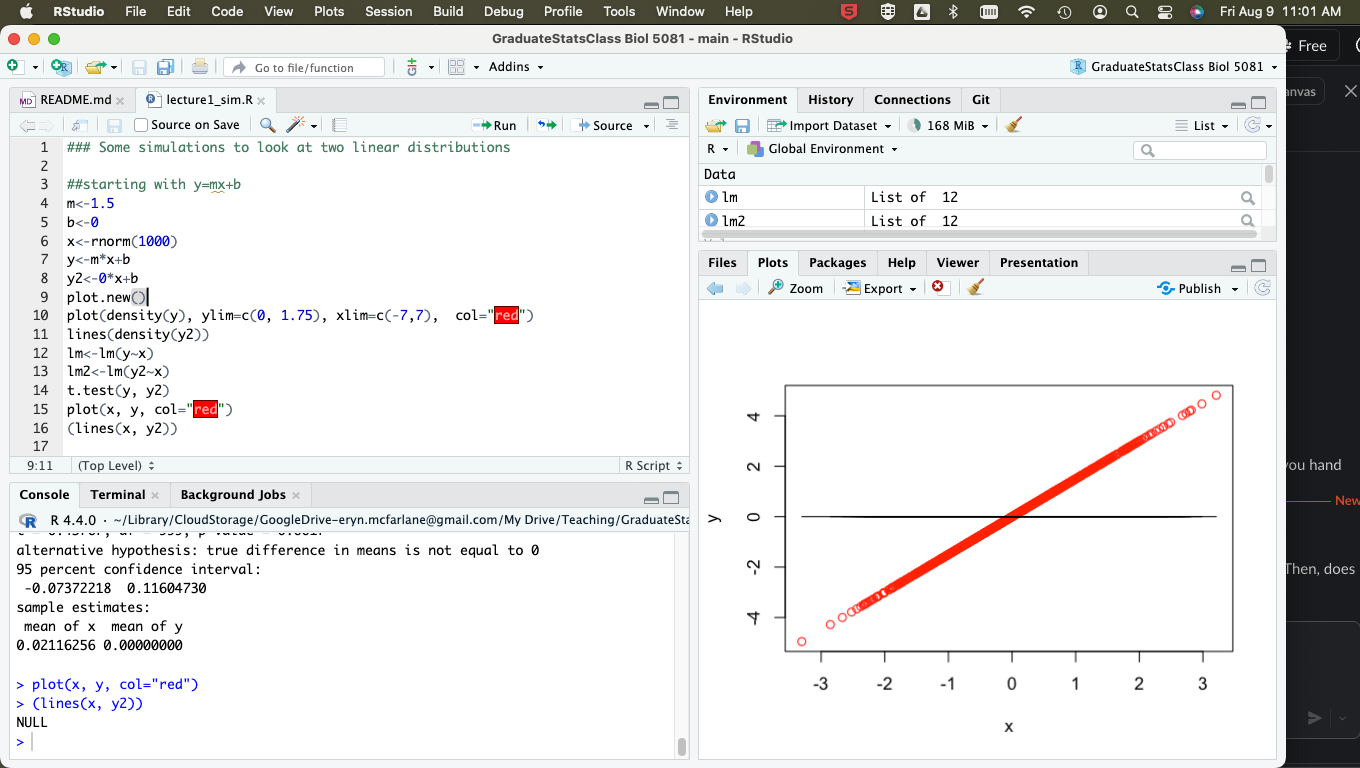 RStudio File Edit Code View Plots Session Build Debug Profile Tools Window Help Fri Aug 9 11:01 AM
GraduateStatsClass Biol 5081 - main - RStudio
Go to file/function Addins GraduateStatsClass Biol 5081
README.md lecture1_sim.R
Source on Save Run Source
1 ### Some simulations to look at two linear distributions
2
3 ##starting with y=mx+b
4 m<-1.5
5 b<-0
6 x<-rnorm(1000)
7 y<-m*x+b
8 y2<-0*x+b
9 plot.new()
10 plot(density(y), ylim=c(0, 1.75), xlim=c(-7,7),  col="red")
11 lines(density(y2))
12 lm<-lm(y~x)
13 lm2<-lm(y2~x)
14 t.test(y, y2)
15 plot(x, y, col="red")
16 (lines(x, y2))
17
9:11 (Top Level) R Script
Console Terminal Background Jobs
R 4.4.0 · ~/Library/CloudStorage/GoogleDrive-eryn.mcfarlane@gmail.com/My Drive/Teaching/GraduateSta
alternative hypothesis: true difference in means is not equal to 0
95 percent confidence interval:
-0.07372218  0.11604730
sample estimates:
mean of x  mean of y
0.02116256 0.00000000
> plot(x, y, col="red")
> (lines(x, y2))
NULL
>
Environment History Connections Git
Import Dataset 168 MiB List
R Global Environment
Data
lm List of  12
lm2 List of  12
Files Plots Packages Help Viewer Presentation
Zoom Export Publish
y
4
2
0
-2
-4
-3 -2 -1 0 1 2 3
x
Free
anvas
you hand
New
Then, does